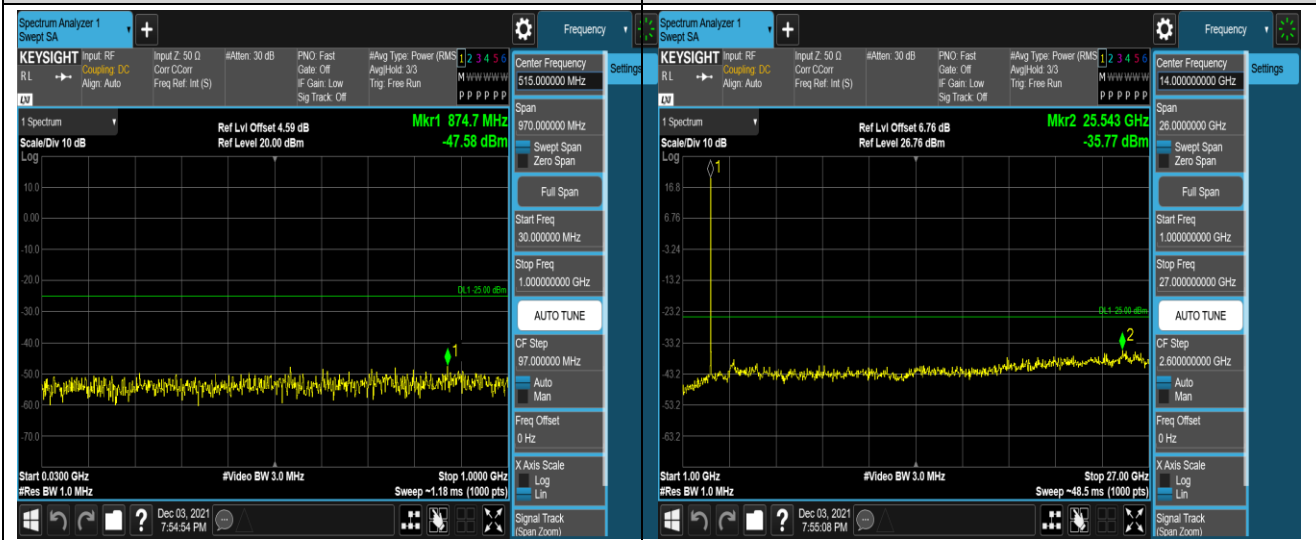 Spectrum Analyzer 1
Swept SA
+
Frequency
KEYSIGHT
RL
LXI
Input: RF
Coupling: DC
Align: Auto
Input Z: 50 Ω
Corr CCorr
Freq Ref: Int (S)
#Atten: 30 dB
PNO: Fast
Gate: Off
IF Gain: Low
Sig Track: Off
#Avg Type: Power (RMS
Avg|Hold: 3/3
Trig: Free Run
1 2 3 4 5 6
M W W W W W
P P P P P P
1 Spectrum
Scale/Div 10 dB
Log
Ref Lvl Offset 4.59 dB
Ref Level 20.00 dBm
Mkr1 874.7 MHz
-47.58 dBm
10.0
0.00
-10.0
-20.0
DL1 -25.00 dBm
-30.0
-40.0
1
-50.0
-60.0
-70.0
Start 0.0300 GHz
#Res BW 1.0 MHz
#Video BW 3.0 MHz
Stop 1.0000 GHz
Sweep ~1.18 ms (1000 pts)
Dec 03, 2021
7:54:54 PM
?
Center Frequency
515.000000 MHz
Settings
Span
970.000000 MHz
Swept Span
Zero Span
Full Span
Start Freq
30.000000 MHz
Stop Freq
1.000000000 GHz
AUTO TUNE
CF Step
97.000000 MHz
Auto
Man
Freq Offset
0 Hz
X Axis Scale
Log
Lin
Signal Track
(Span Zoom)
Spectrum Analyzer 1
Swept SA
+
Frequency
KEYSIGHT
RL
LXI
Input: RF
Coupling: DC
Align: Auto
Input Z: 50 Ω
Corr CCorr
Freq Ref: Int (S)
#Atten: 30 dB
PNO: Fast
Gate: Off
IF Gain: Low
Sig Track: Off
#Avg Type: Power (RMS
Avg|Hold: 3/3
Trig: Free Run
1 2 3 4 5 6
M W W W W W
P P P P P P
1 Spectrum
Scale/Div 10 dB
Log
Ref Lvl Offset 6.76 dB
Ref Level 26.76 dBm
Mkr2 25.543 GHz
-35.77 dBm
1
16.8
6.76
-3.24
-13.2
-23.2
DL1 -25.00 dBm
-33.2
2
-43.2
-53.2
-63.2
Start 1.00 GHz
#Res BW 1.0 MHz
#Video BW 3.0 MHz
Stop 27.00 GHz
Sweep ~48.5 ms (1000 pts)
Dec 03, 2021
7:55:08 PM
?
Center Frequency
14.000000000 GHz
Settings
Span
26.0000000 GHz
Swept Span
Zero Span
Full Span
Start Freq
1.000000000 GHz
Stop Freq
27.000000000 GHz
AUTO TUNE
CF Step
2.600000000 GHz
Auto
Man
Freq Offset
0 Hz
X Axis Scale
Log
Lin
Signal Track
(Span Zoom)